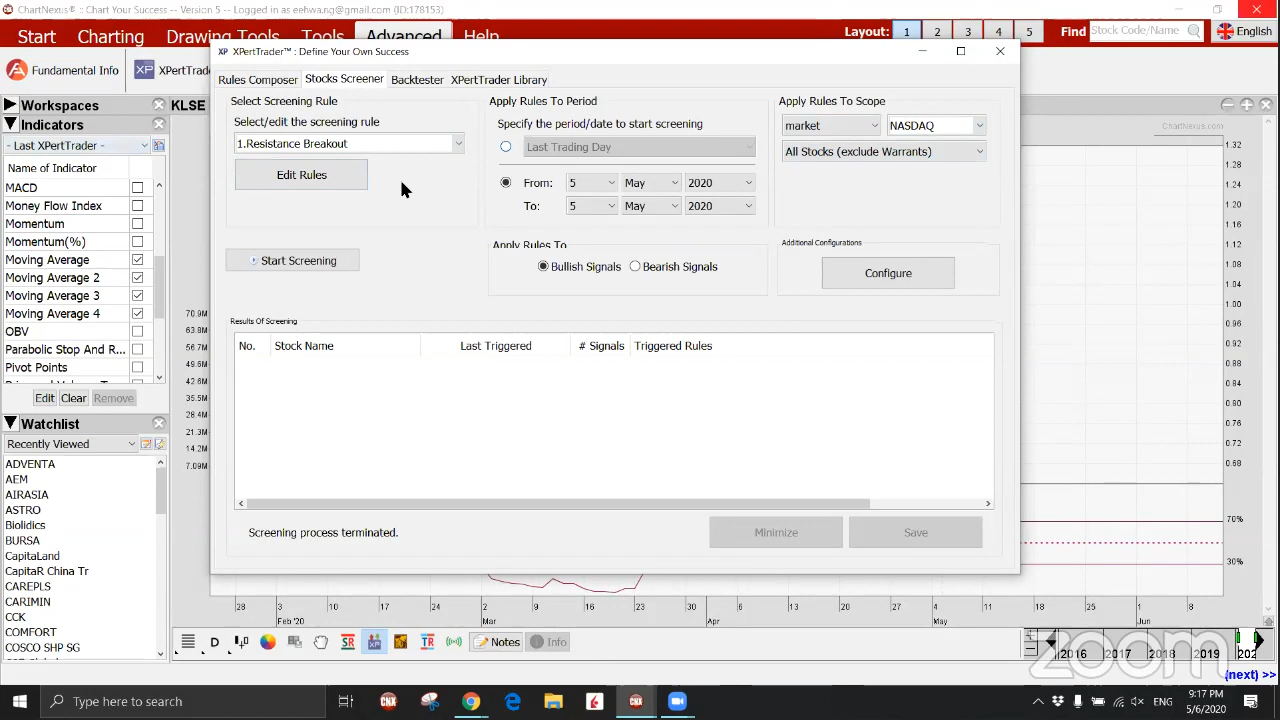 ChartNexus® :: Chart Your Success -- Version 5 - Logged in as eehwa.ng@gmail.com (ID:178153)
Start Charting Drawing Tools Tools Advanced Help
Layout: 1 2 3 4 5 Find Stock Code/Name English
Fundamental Info
XP XPertTrade
XP XPertTrader™ : Define Your Own Success
Rules Composer Stocks Screener Backtester XPertTrader Library
Select Screening Rule
Select/edit the screening rule
1.Resistance Breakout
Edit Rules
Start Screening
Apply Rules To Period
Specify the period/date to start screening
Last Trading Day
From: 5 May 2020
To: 5 May 2020
Apply Rules To
Bullish Signals Bearish Signals
Apply Rules To Scope
market NASDAQ
All Stocks (exclude Warrants)
Additional Configurations
Configure
Results Of Screening
No. Stock Name Last Triggered # Signals Triggered Rules
Screening process terminated.
Minimize Save
Workspaces
Indicators
- Last XPertTrader -
Name of Indicator
MACD
Money Flow Index
Momentum
Momentum(%)
Moving Average
Moving Average 2
Moving Average 3
Moving Average 4
OBV
Parabolic Stop And R...
Pivot Points
Edit Clear Remove
Watchlist
Recently Viewed
ADVENTA
AEM
AIRASIA
ASTRO
Biolidics
BURSA
CapitaLand
CapitaR China Tr
CAREPLS
CARIMIN
CCK
COMFORT
COSCO SHP SG
KLSE
70.9M
63.8M
56.7M
49.6M
42.6M
35.5M
28.4M
21.3M
14.2M
7.09M
ChartNexus.com
1.32
1.28
1.24
1.20
1.16
1.12
1.08
1.04
1.00
0.96
0.92
0.88
0.84
0.80
0.76
0.72
0.68
70%
30%
28 3 10 17 24 2 9 16 23 30 6 13 20 27 4 11 18 25 1 8
Feb '20 Mar Apr May Jun
D SR TR Notes Info
2016 2017 2018 2019 202
zoom
(next) >>
Type here to search
CNX CNX
ENG
9:17 PM
5/6/2020